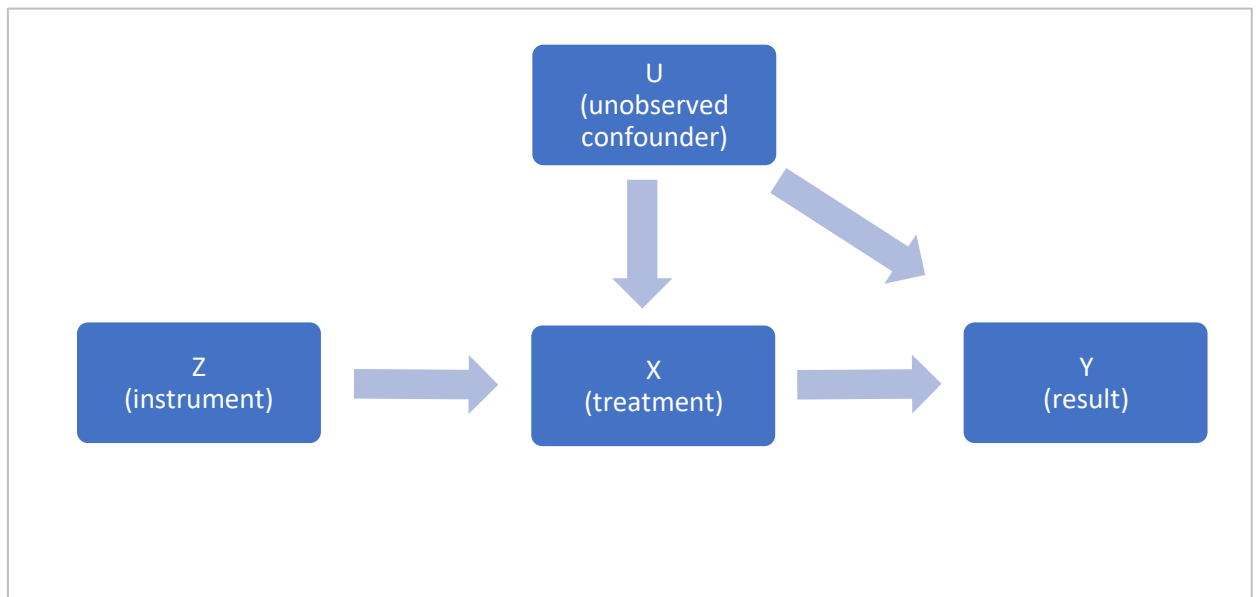 U
(unobserved
confounder)
Z
(instrument)
X
(treatment)
Y
(result)